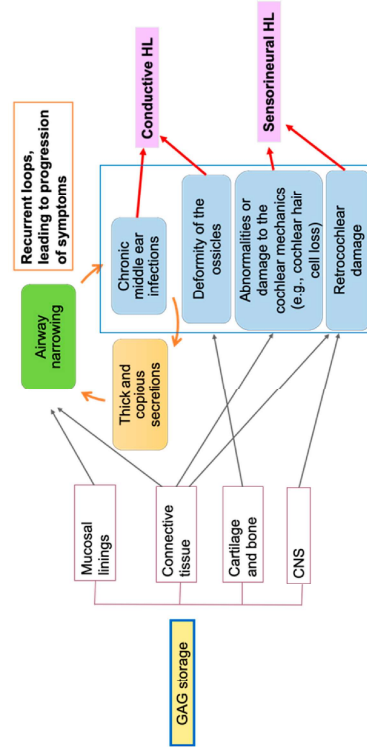 GAG storage
Mucosal
linings
Connective
tissue
Cartilage
and bone
CNS
Airway
narrowing
Thick and
copious
secretions
Recurrent loops,
leading to progression
of symptoms
Chronic
middle ear
infections
Deformity of the
ossicles
Abnormalities or
damage to the
cochlear mechanics
(e.g., cochlear hair
cell loss)
Retrocochlear
damage
Conductive HL
Sensorineural HL